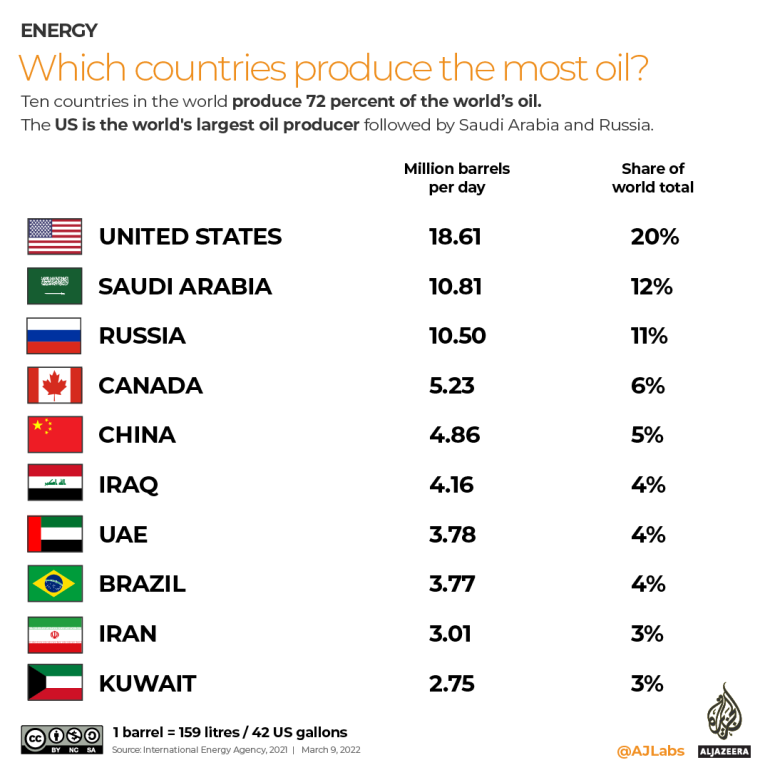 ENERGY
Which countries produce the most oil?
Ten countries in the world produce 72 percent of the world's oil.
The US is the world's largest oil producer followed by Saudi Arabia and Russia.
Million barrels per day
Share of world total
UNITED STATES 18.61 20%
SAUDI ARABIA 10.81 12%
RUSSIA 10.50 11%
CANADA 5.23 6%
CHINA 4.86 5%
IRAQ 4.16 4%
UAE 3.78 4%
BRAZIL 3.77 4%
IRAN 3.01 3%
KUWAIT 2.75 3%
1 barrel = 159 litres / 42 US gallons
Source: International Energy Agency, 2021 | March 9, 2022
cc BY NC SA
@AJLabs
ALJAZEERA